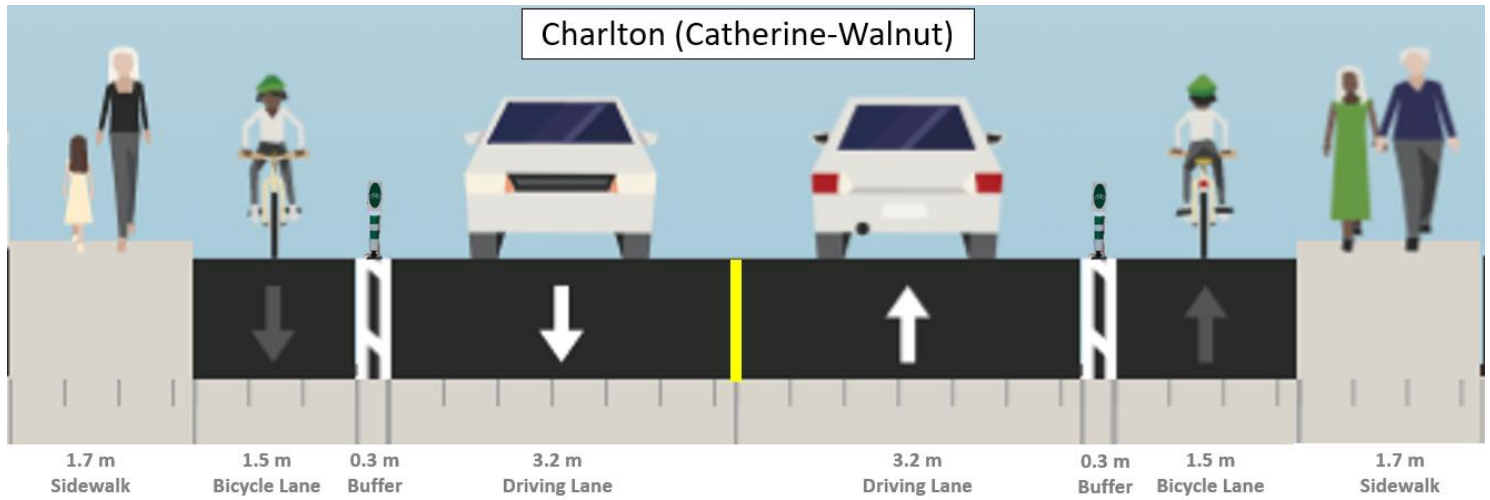 Charlton (Catherine-Walnut)
1.7 m
Sidewalk
1.5 m
Bicycle Lane
0.3 m
Buffer
3.2 m
Driving Lane
3.2 m
Driving Lane
0.3 m
Buffer
1.5 m
Bicycle Lane
1.7 m
Sidewalk